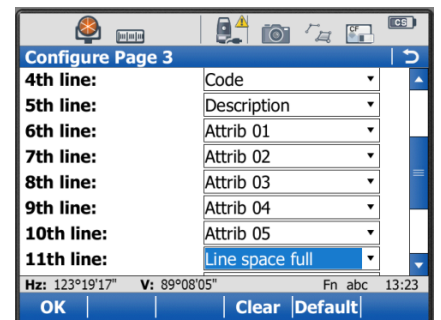 CF
CS
Configure Page 3
4th line: Code
5th line: Description
6th line: Attrib 01
7th line: Attrib 02
8th line: Attrib 03
9th line: Attrib 04
10th line: Attrib 05
11th line: Line space full
Hz: 123°19'17" V: 89°08'05" Fn abc 13:23
OK Clear Default